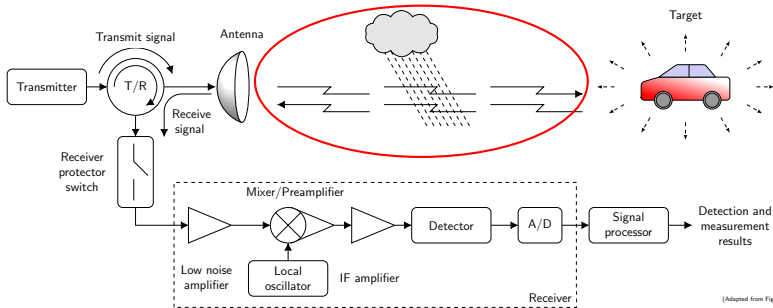 Target
Antenna
Transmit signal
Transmitter
T/R
Receive
signal
Receiver
protector
switch
Mixer/Preamplifier
Detector
A/D
Signal
processor
Detection and
measurement
results
Low noise
amplifier
Local
oscillator
IF amplifier
Receiver
(Adapted from Fig